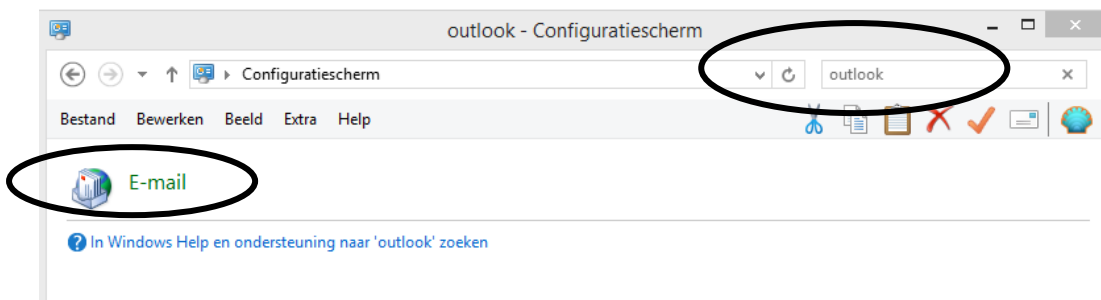 outlook - Configuratiescherm
Configuratiescherm
outlook
Bestand Bewerken Beeld Extra Help
E-mail
In Windows Help en ondersteuning naar 'outlook' zoeken